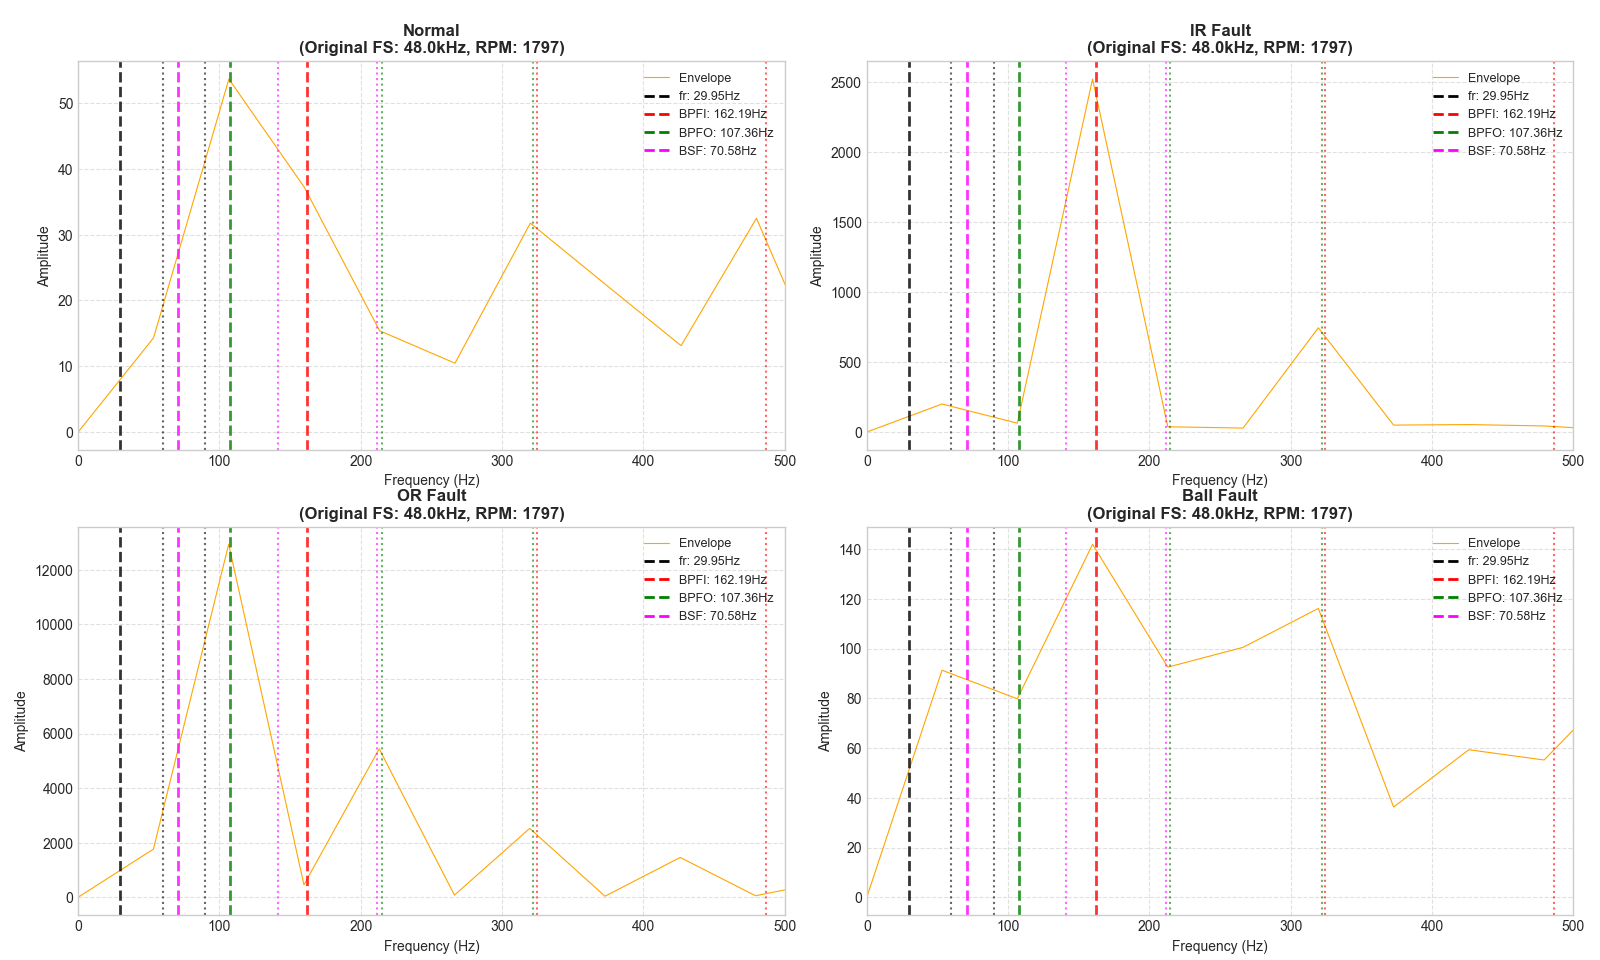 Normal
(Original FS: 48.0kHz, RPM: 1797)
Envelope
fr: 29.95Hz
BPFI: 162.19Hz
BPFO: 107.36Hz
BSF: 70.58Hz
50
40
30
20
10
0
Amplitude
0 100 200 300 400 500
Frequency (Hz)
IR Fault
(Original FS: 48.0kHz, RPM: 1797)
Envelope
fr: 29.95Hz
BPFI: 162.19Hz
BPFO: 107.36Hz
BSF: 70.58Hz
2500
2000
1500
1000
500
0
Amplitude
0 100 200 300 400 500
Frequency (Hz)
OR Fault
(Original FS: 48.0kHz, RPM: 1797)
Envelope
fr: 29.95Hz
BPFI: 162.19Hz
BPFO: 107.36Hz
BSF: 70.58Hz
12000
10000
8000
6000
4000
2000
0
Amplitude
0 100 200 300 400 500
Frequency (Hz)
Ball Fault
(Original FS: 48.0kHz, RPM: 1797)
Envelope
fr: 29.95Hz
BPFI: 162.19Hz
BPFO: 107.36Hz
BSF: 70.58Hz
140
120
100
80
60
40
20
0
Amplitude
0 100 200 300 400 500
Frequency (Hz)